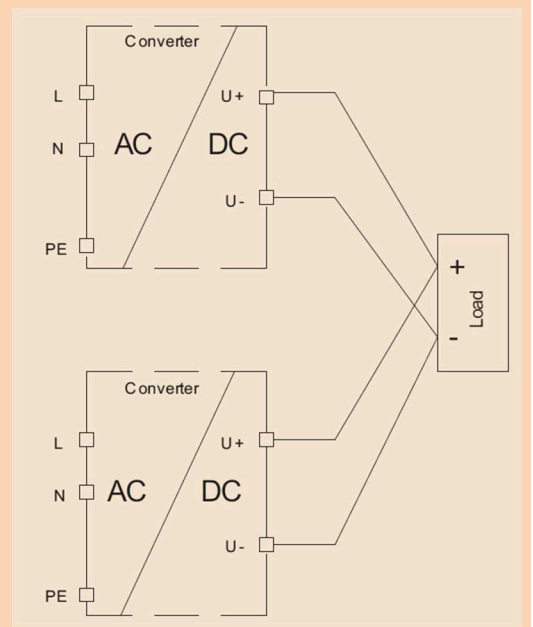 Converter
L
U+
N
AC
DC
U-
PE
+
Load
-
Converter
L
U+
N
AC
DC
U-
PE